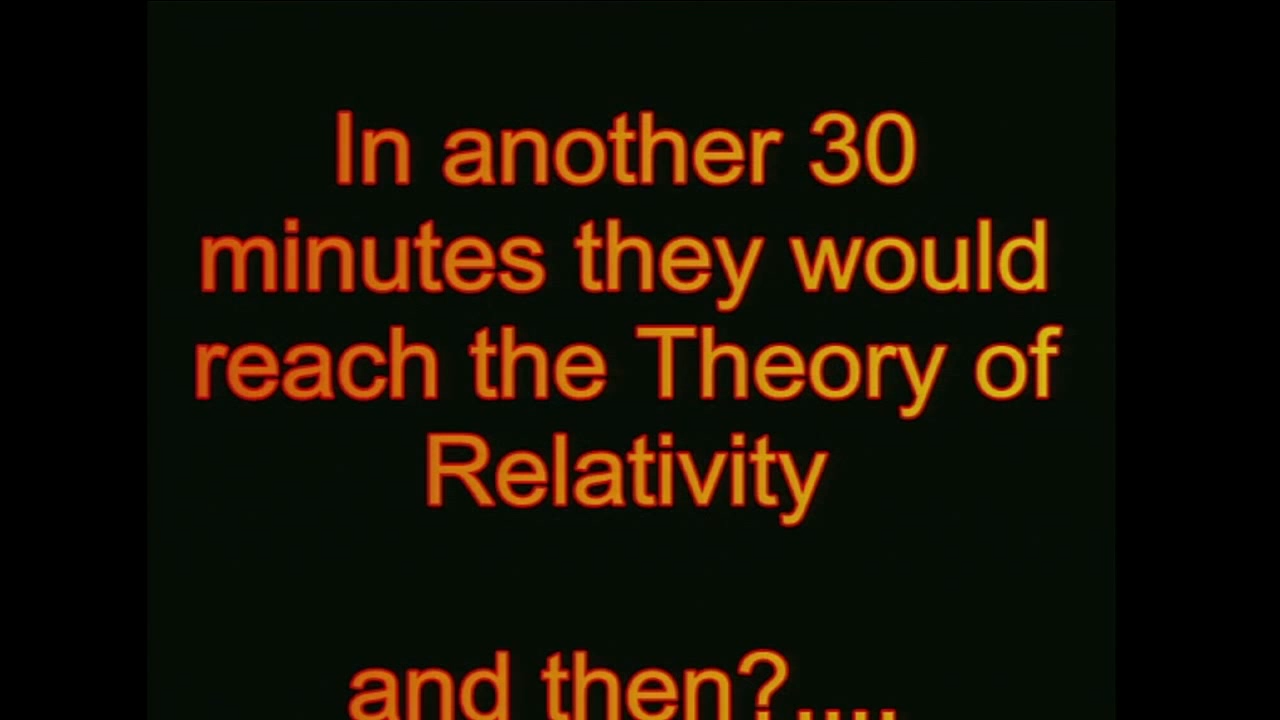 In another 30
minutes they would
reach the Theory of
Relativity
and then?....